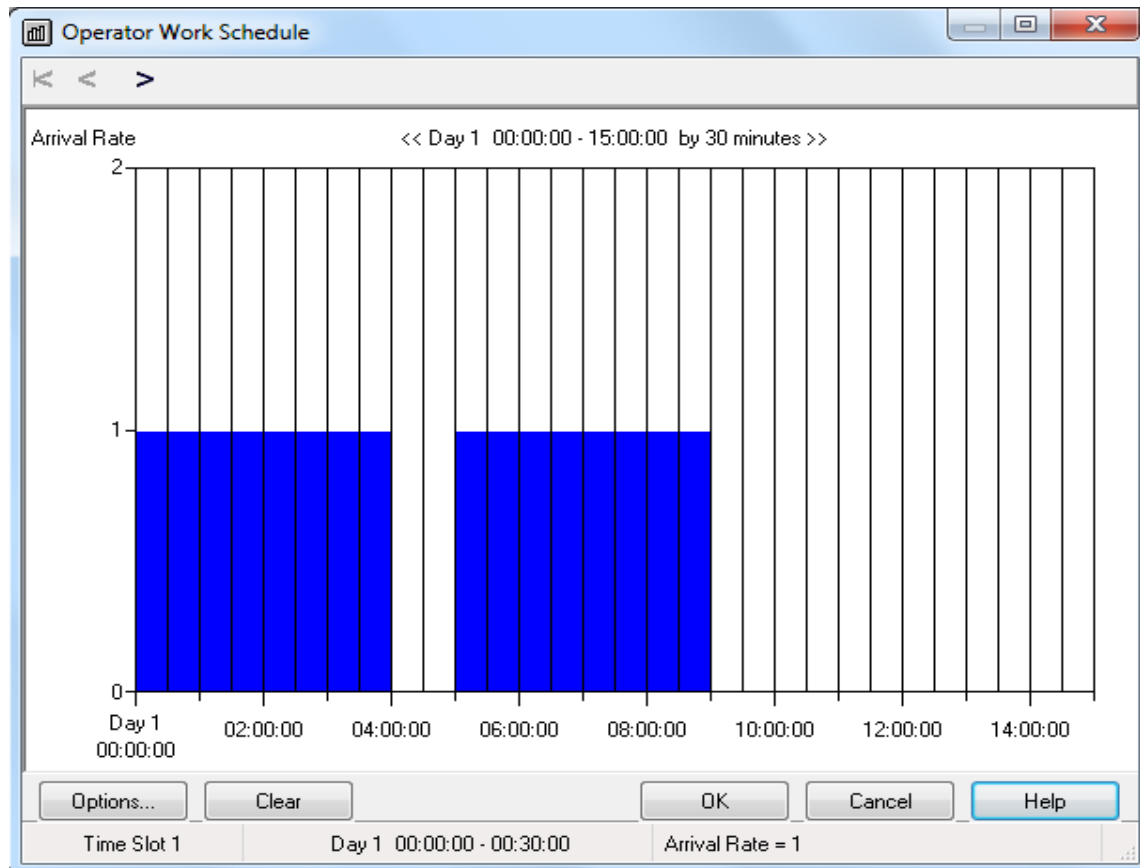 Operator Work Schedule
Arrival Rate << Day 1 00:00:00 - 15:00:00 by 30 minutes >>
2
1
0
Day 1 02:00:00 04:00:00 06:00:00 08:00:00 10:00:00 12:00:00 14:00:00
00:00:00
Options... Clear OK Cancel Help
Time Slot 1 Day 1 00:00:00 - 00:30:00 Arrival Rate = 1